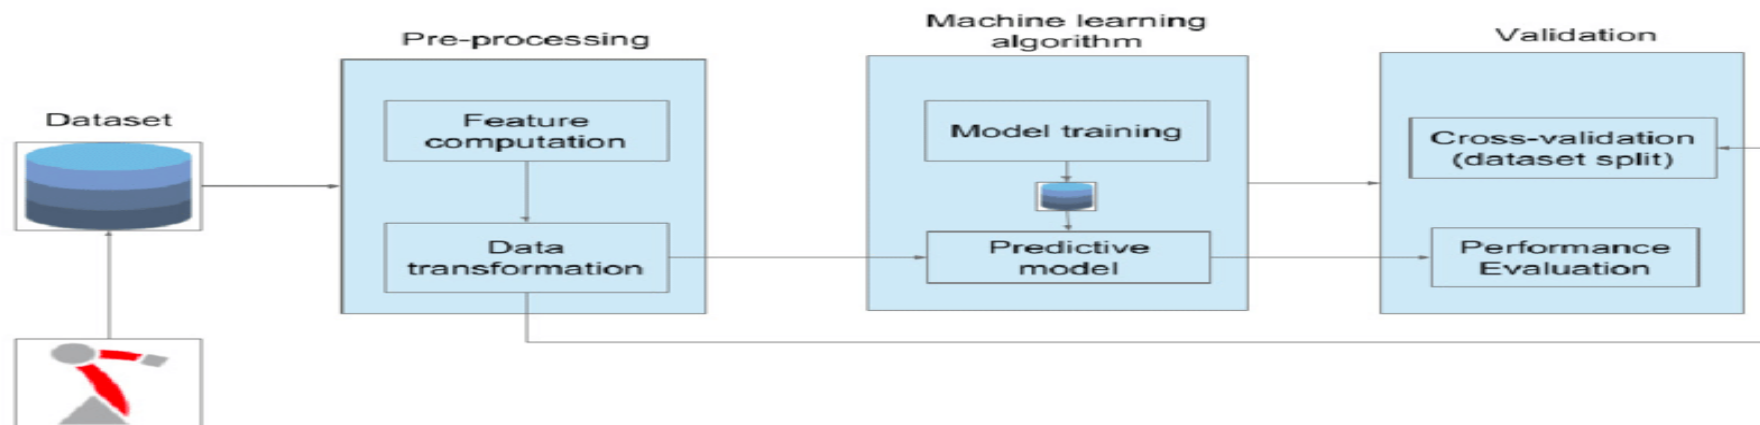 Dataset
Pre-processing
Feature
computation
Data
transformation
Machine learning
algorithm
Model training
Predictive
model
Validation
Cross-validation
(dataset split)
Performance
Evaluation